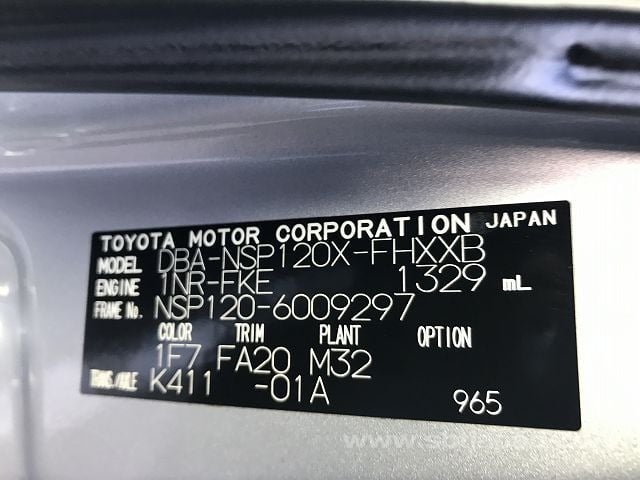 TOYOTA MOTOR CORPORATION JAPAN
MODEL DBA-NSP120X-FHXXB
ENGINE 1NR-FKE 1329 mL
FRAME No. NSP120-6009297
COLOR TRIM PLANT OPTION
1F7 FA20 M32
TRANS./AXLE K411 -01A
965